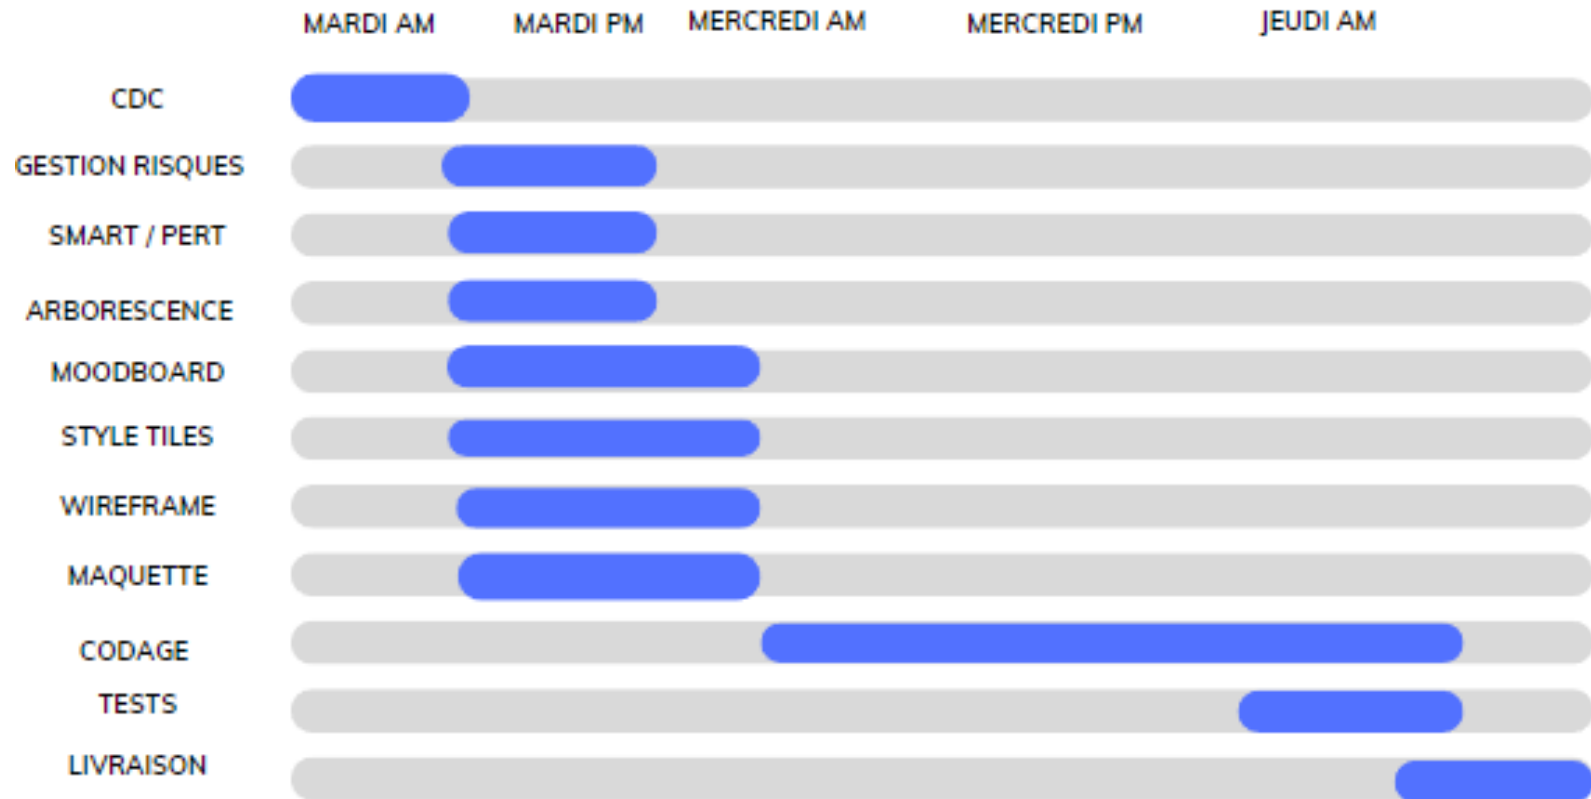 MARDI AM MARDI PM MERCREDI AM MERCREDI PM JEUDI AM
CDC
GESTION RISQUES
SMART / PERT
ARBORESCENCE
MOODBOARD
STYLE TILES
WIREFRAME
MAQUETTE
CODAGE
TESTS
LIVRAISON